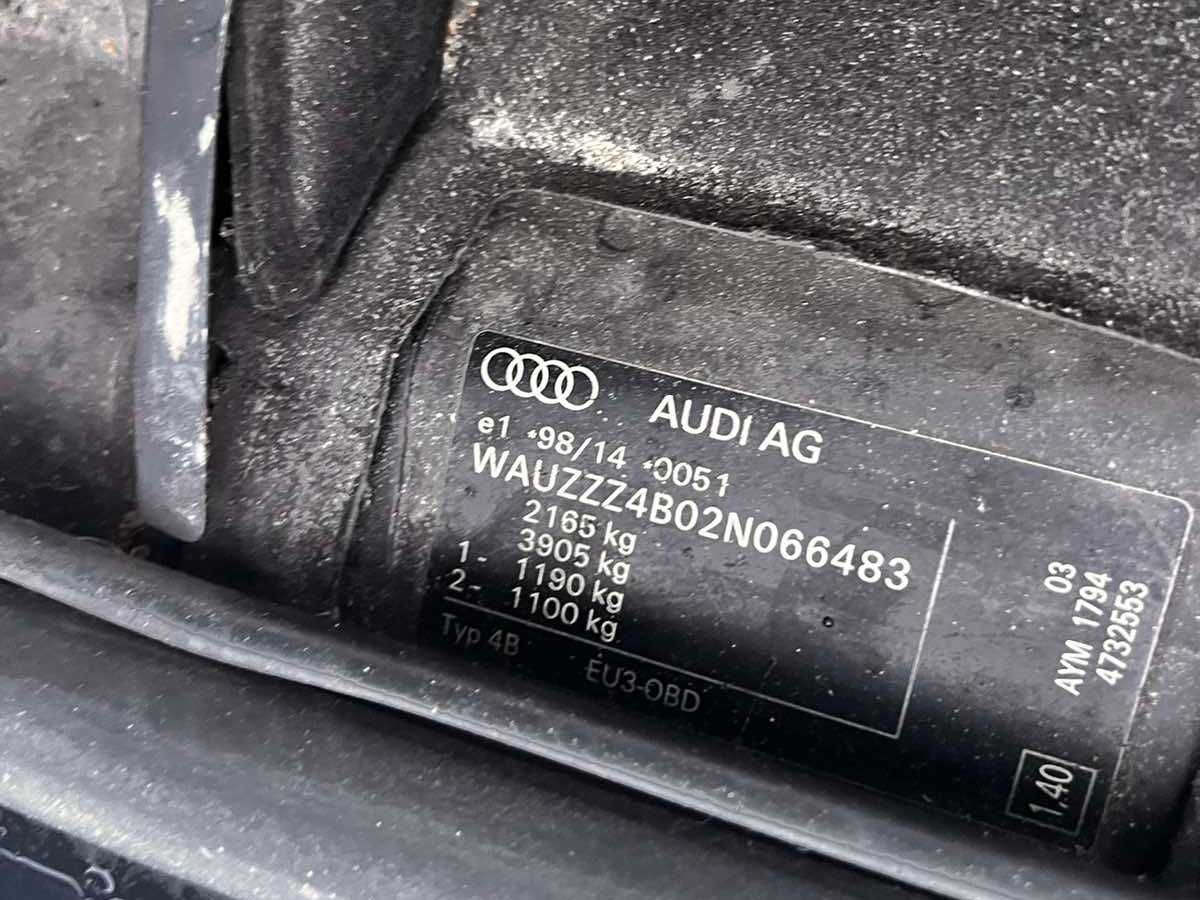 AUDI AG
e1 *98/14 *0051
WAUZZZ4B02N066483
2165 kg
3905 kg
1- 1190 kg
2- 1100 kg
Typ 4B EU3-OBD
03
AYM 1794
4732553
1.40